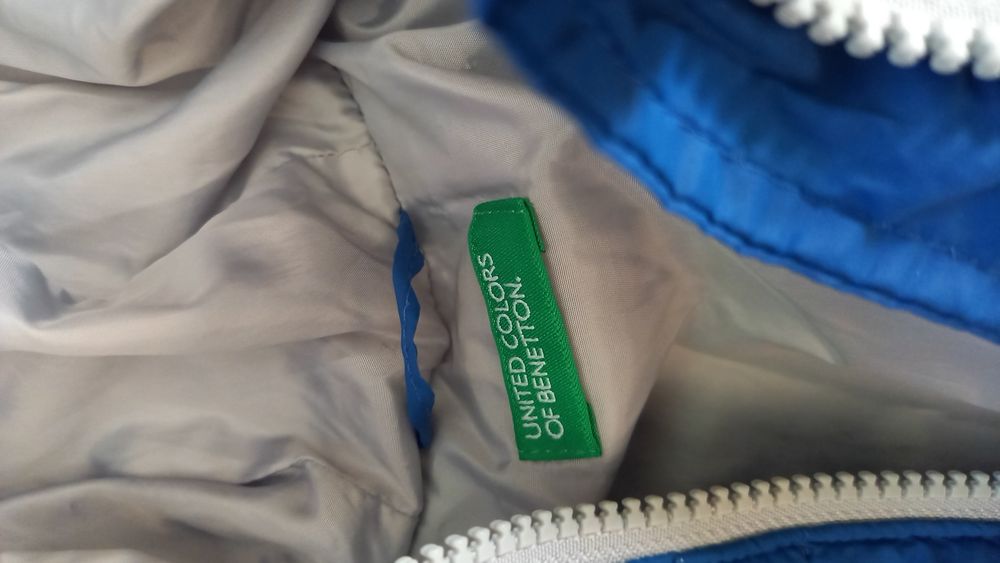 UNITED COLORS
OF BENETTON.